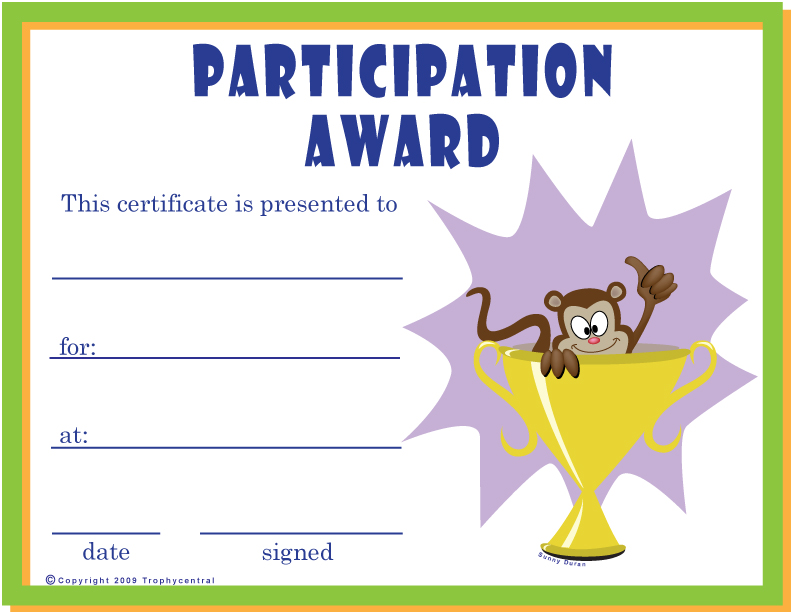 PARTICIPATION
AWARD
This certificate is presented to
for:
at:
date signed
Sunny Duran
© Copyright 2009 Trophycentral